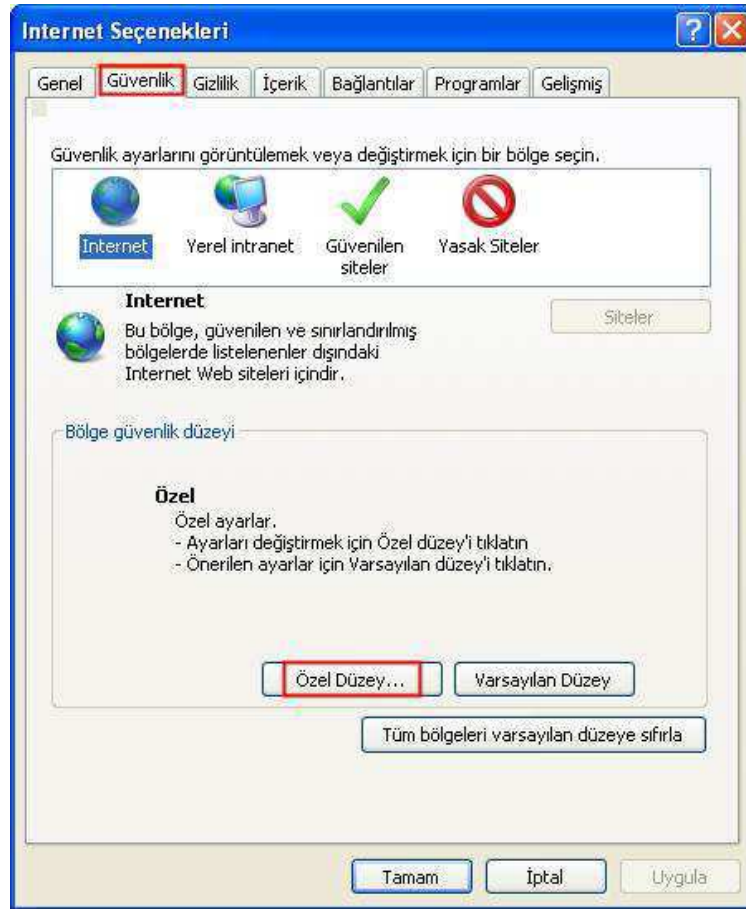 Internet Seçenekleri
Genel Güvenlik Gizlilik İçerik Bağlantılar Programlar Gelişmiş
Güvenlik ayarlarını görüntülemek veya değiştirmek için bir bölge seçin.
Internet Yerel intranet Güvenilen siteler Yasak Siteler
Internet
Siteler
Bu bölge, güvenilen ve sınırlandırılmış
bölgelerde listelenenler dışındaki
Internet Web siteleri içindir.
Bölge güvenlik düzeyi
Özel
Özel ayarlar.
- Ayarları değiştirmek için Özel düzey'i tıklatın
- Önerilen ayarlar için Varsayılan düzey'i tıklatın.
Özel Düzey... Varsayılan Düzey
Tüm bölgeleri varsayılan düzeye sıfırla
Tamam İptal Uygula